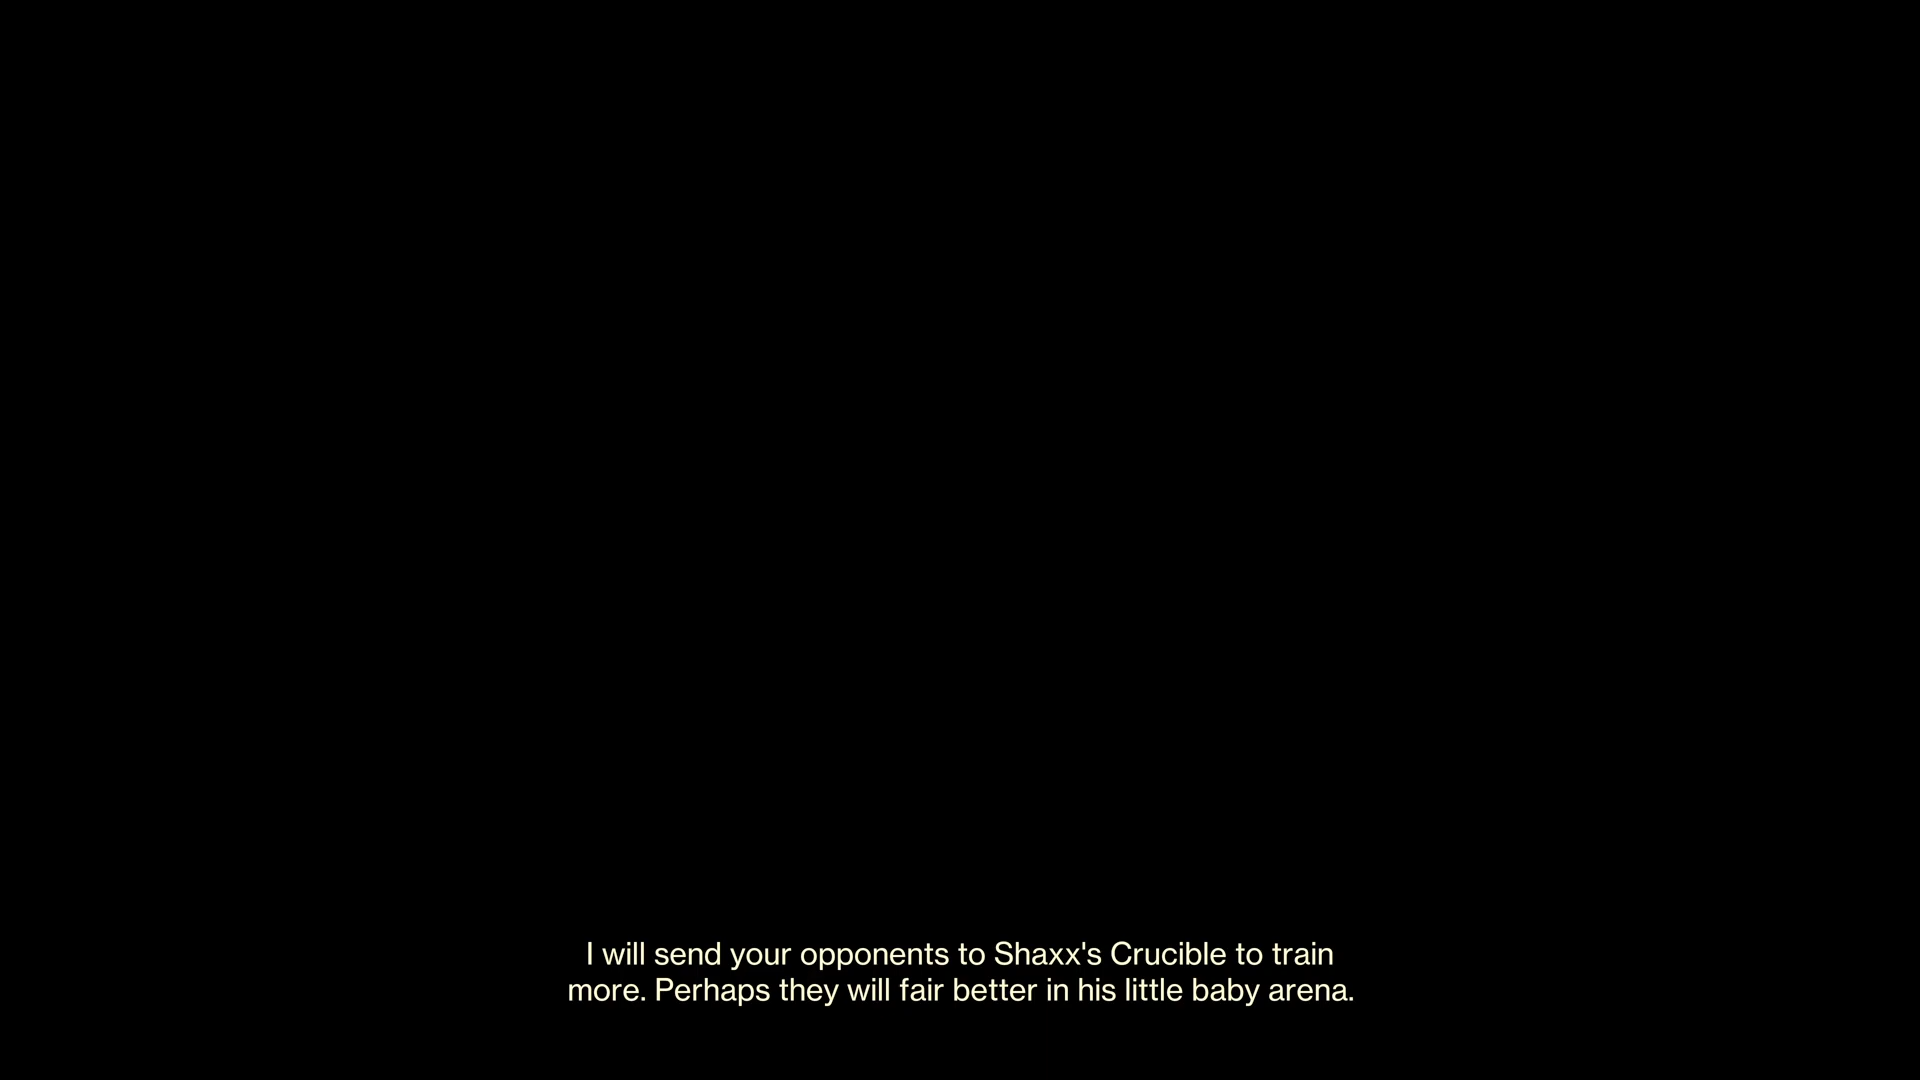 I will send your opponents to Shaxx's Crucible to train
more. Perhaps they will fair better in his little baby arena.